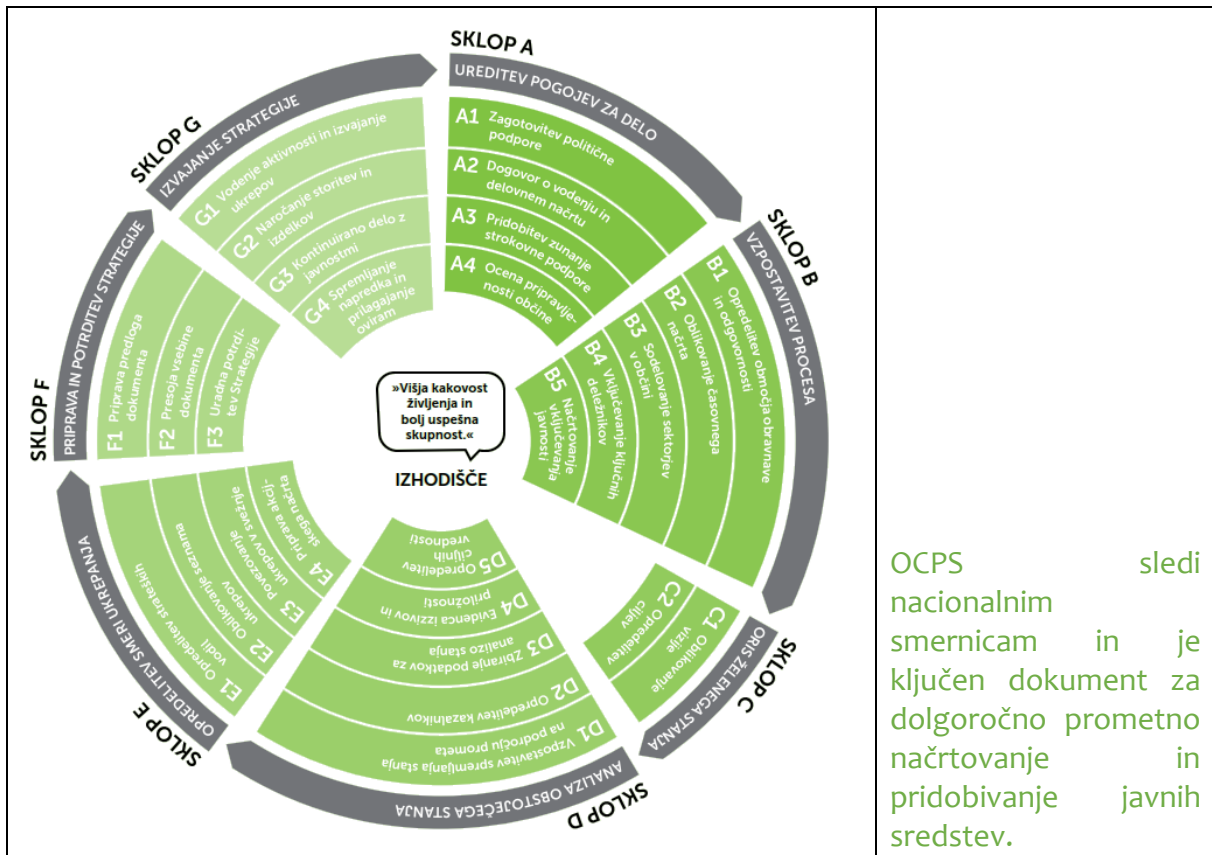 SKLOP A
UREDITEV POGOJEV ZA DELO
A1 Zagotovitev politične
podpore
A2 Dogovor o vodenju in
delovnem načrtu
A3 Pridobitev zunanje
strokovne podpore
A4 Ocena pripravlje-
nosti občine
SKLOP B
VZPOSTAVITEV PROCESA
B1 Opredelitev območja obravnave
in odgovornosti
B2 Oblikovanje časovnega
načrta
B3 Sodelovanje sektorjev
v občini
B4 Vključevanje ključnih
deležnikov
B5 Načrtovanje
vključevanja
javnosti
SKLOP C
ORIS ŽELENEGA STANJA
C1 Oblikovanje
vizije
C2 Opredelitev
ciljev
SKLOP D
ANALIZA OBSTOJEČEGA STANJA
D1 Vzpostavitev spremljanja stanja
na področju prometa
D2 Opredelitev kazalnikov
D3 Zbiranje podatkov za
analizo stanja
D4 Evidenca izzivov in
priložnosti
D5 Opredelitev
ciljnih
vrednosti
SKLOP E
OPREDELITEV SMERI UKREPANJA
E1 Opredelitev strateških
vodil
E2 Oblikovanje seznama
ukrepov
E3 Povezovanje
ukrepov v svežnje
E4 Priprava akcij-
skega načrta
SKLOP F
PRIPRAVA IN POTRDITEV STRATEGIJE
F1 Priprava predloga
dokumenta
F2 Presoja vsebine
dokumenta
F3 Uradna potrdi-
tev Strategije
SKLOP G
IZVAJANJE STRATEGIJE
G1 Vodenje aktivnosti in izvajanje
ukrepov
G2 Naročanje storitev in
izdelkov
G3 Kontinuirano delo z
javnostmi
G4 Spremljanje
napredka in
prilagajanje
oviram
»Višja kakovost
življenja in
bolj uspešna
skupnost.«
IZHODIŠČE
OCPS sledi
nacionalnim
smernicam in je
ključen dokument za
dolgoročno prometno
načrtovanje in
pridobivanje javnih
sredstev.